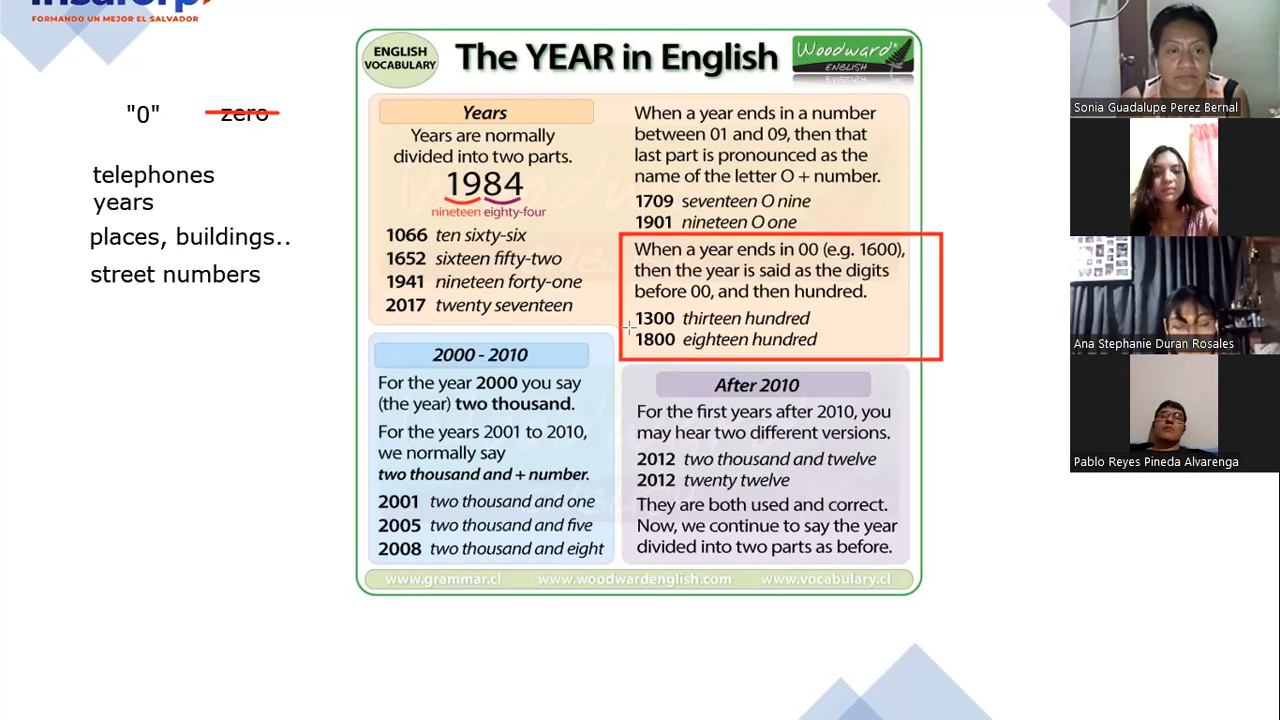 FORMANDO UN MEJOR EL SALVADOR
"0" zero
telephones
years
places, buildings..
street numbers
ENGLISH
VOCABULARY
The YEAR in English
Woodward
ENGLISH
Years
Years are normally
divided into two parts.
1984
nineteen eighty-four
1066 ten sixty-six
1652 sixteen fifty-two
1941 nineteen forty-one
2017 twenty seventeen
When a year ends in a number
between 01 and 09, then that
last part is pronounced as the
name of the letter O + number.
1709 seventeen O nine
1901 nineteen O one
When a year ends in 00 (e.g. 1600),
then the year is said as the digits
before 00, and then hundred.
1300 thirteen hundred
1800 eighteen hundred
2000 - 2010
For the year 2000 you say
(the year) two thousand.
For the years 2001 to 2010,
we normally say
two thousand and + number.
2001 two thousand and one
2005 two thousand and five
2008 two thousand and eight
After 2010
For the first years after 2010, you
may hear two different versions.
2012 two thousand and twelve
2012 twenty twelve
They are both used and correct.
Now, we continue to say the year
divided into two parts as before.
www.grammar.cl www.woodwardenglish.com www.vocabulary.cl
Sonia Guadalupe Perez Bernal
Ana Stephanie Duran Rosales
Pablo Reyes Pineda Alvarenga